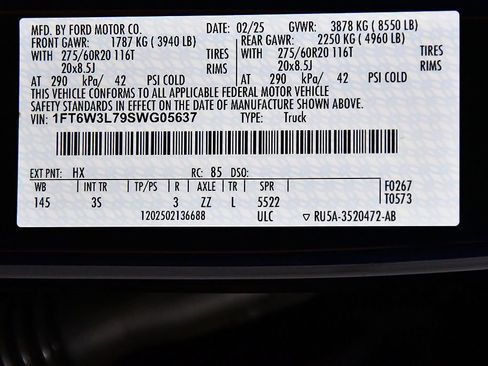 MFD. BY FORD MOTOR CO. DATE: 02/25 GVWR: 3878 KG ( 8550 LB)
FRONT GAWR: 1787 KG ( 3940 LB) REAR GAWR: 2250 KG ( 4960 LB)
WITH 275/60R20 116T TIRES WITH 275/60R20 116T TIRES
20x8.5J RIMS 20x8.5J RIMS
AT 290 kPa/ 42 PSI COLD AT 290 kPa/ 42 PSI COLD
THIS VEHICLE CONFORMS TO ALL APPLICABLE FEDERAL MOTOR VEHICLE
SAFETY STANDARDS IN EFFECT ON THE DATE OF MANUFACTURE SHOWN ABOVE.
VIN: 1FT6W3L79SWG05637 TYPE: Truck
EXT PNT: HX RC: 85 DSO:
WB INT TR TP/PS R AXLE TR SPR F0267
145 3S 3 ZZ L 5522 T0573
1202502136688 ULC ▽ RU5A-3520472-AB